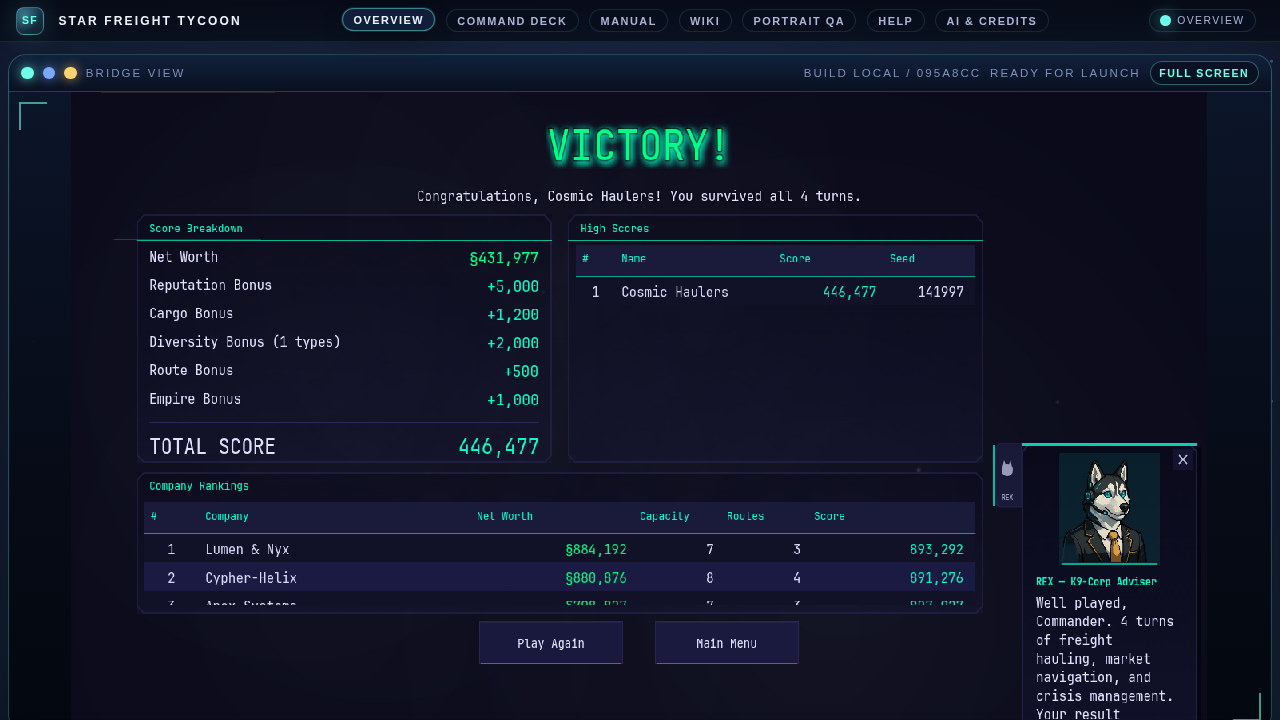 SF STAR FREIGHT TYCOON OVERVIEW COMMAND DECK MANUAL WIKI PORTRAIT QA HELP AI & CREDITS OVERVIEW
BRIDGE VIEW BUILD LOCAL / 095A8CC READY FOR LAUNCH FULL SCREEN
VICTORY!
Congratulations, Cosmic Haulers! You survived all 4 turns.
Score Breakdown
Net Worth §431,977
Reputation Bonus +5,000
Cargo Bonus +1,200
Diversity Bonus (1 types) +2,000
Route Bonus +500
Empire Bonus +1,000
TOTAL SCORE 446,477
High Scores
# Name Score Seed
1 Cosmic Haulers 446,477 141997
Company Rankings
# Company Net Worth Capacity Routes Score
1 Lumen & Nyx §884,192 7 3 893,292
2 Cypher-Helix §880,876 8 4 891,276
3 Apex Systems
Play Again Main Menu
REX
X
REX — K9-Corp Adviser
Well played,
Commander. 4 turns
of freight
hauling, market
navigation, and
crisis management.
Your result